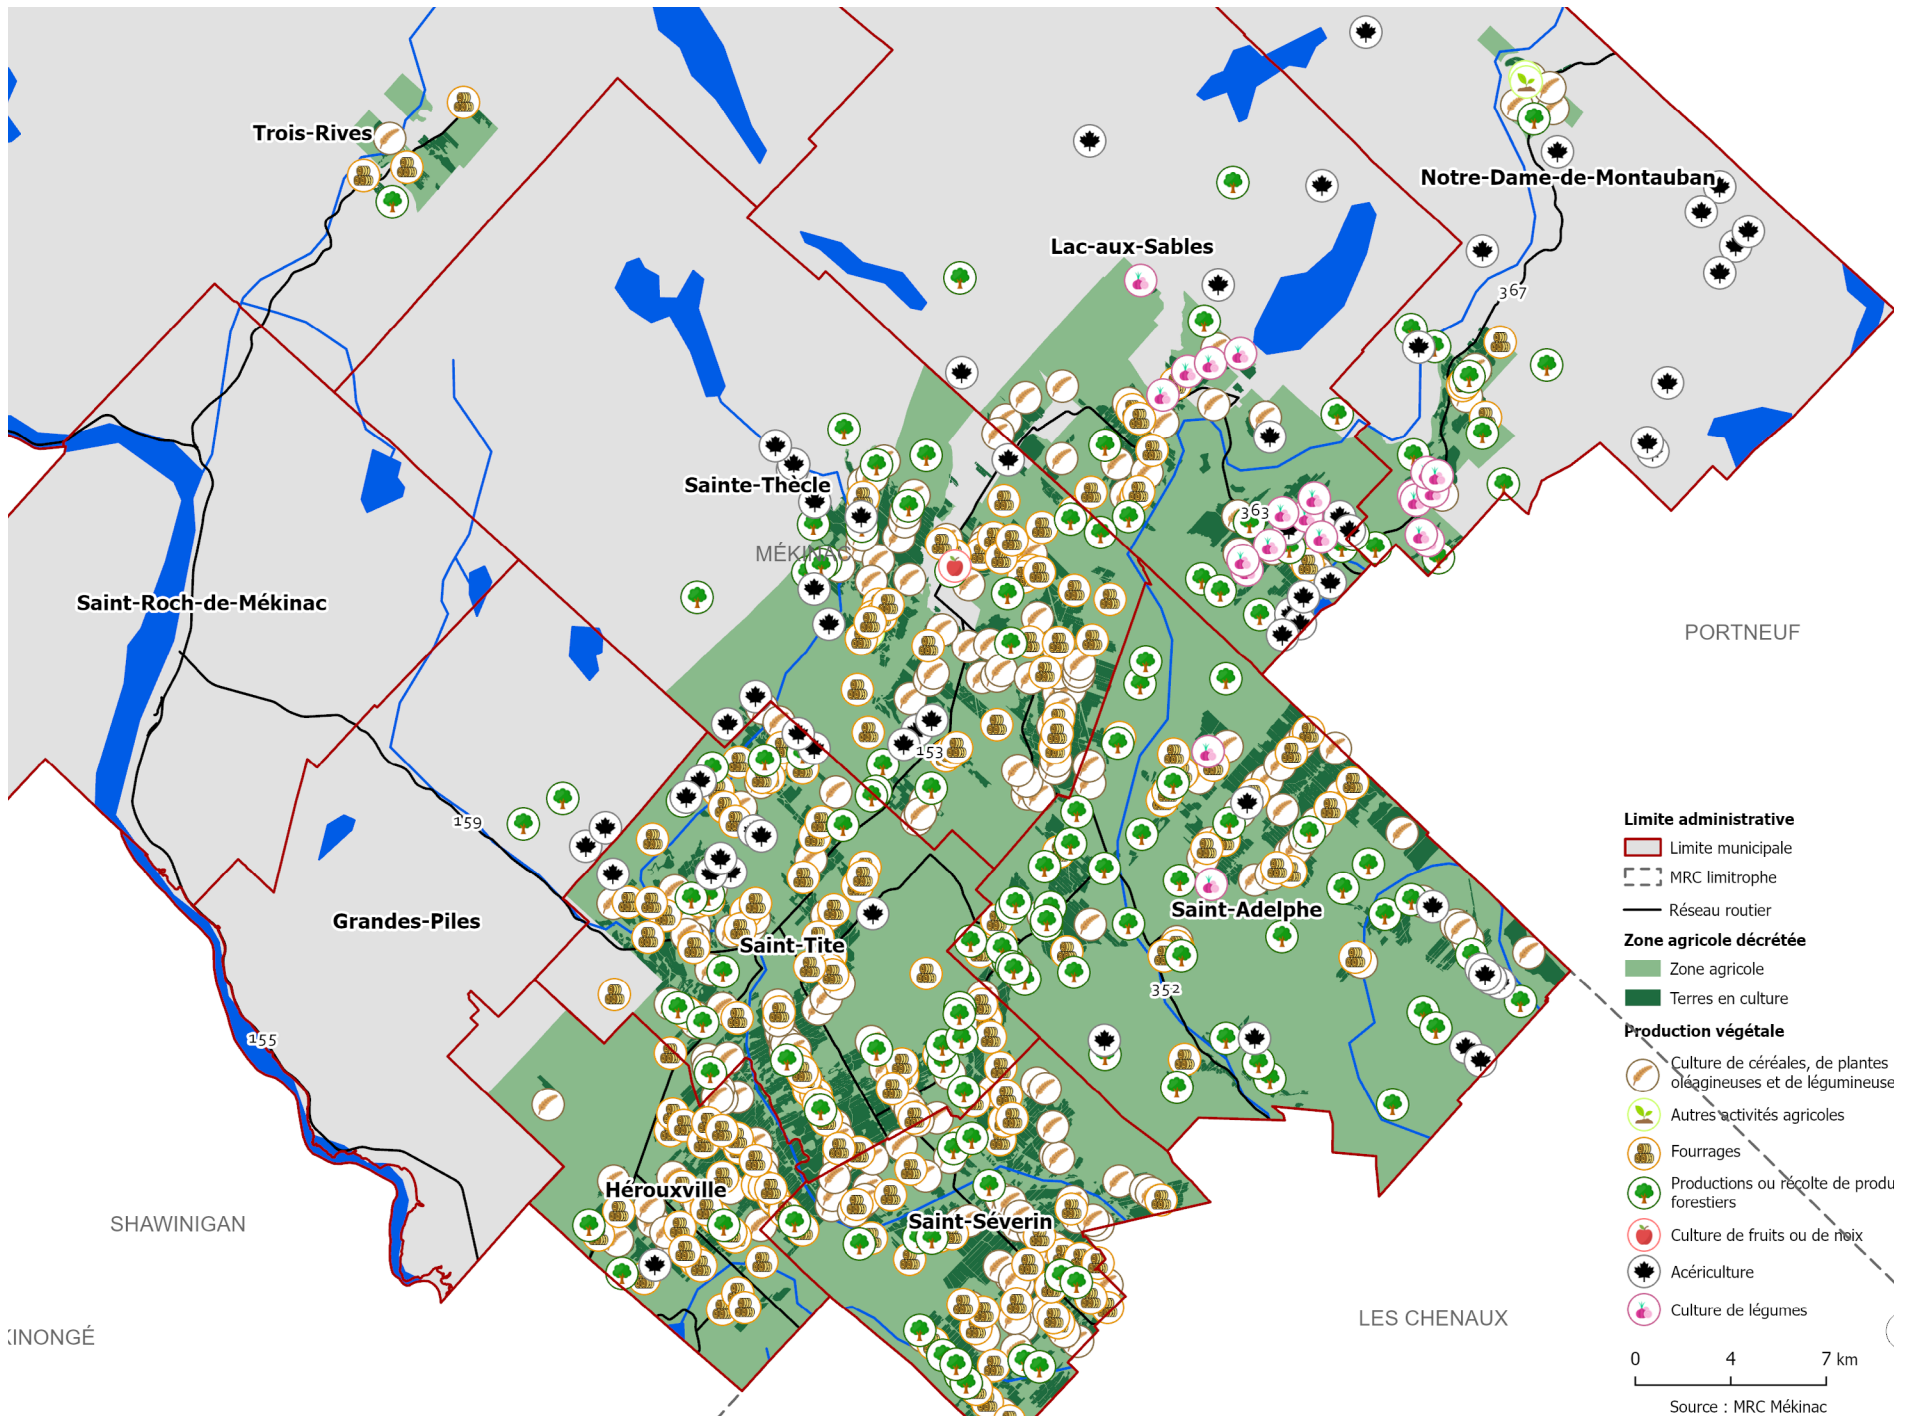 Trois-Rives
Notre-Dame-de-Montauban
Lac-aux-Sables
367
Sainte-Thècle
363
MÉKINAC
Saint-Roch-de-Mékinac
PORTNEUF
153
159
Limite administrative
Limite municipale
MRC limitrophe
Réseau routier
Zone agricole décrétée
Zone agricole
Terres en culture
Production végétale
Culture de céréales, de plantes
oléagineuses et de légumineuse
Autres activités agricoles
Fourrages
Productions ou récolte de produ
forestiers
Culture de fruits ou de noix
Acériculture
Culture de légumes
0 4 7 km
Source : MRC Mékinac
Grandes-Piles
Saint-Adelphe
Saint-Tite
352
155
Hérouxville
SHAWINIGAN
Saint-Séverin
LES CHENAUX
KINONGÉ